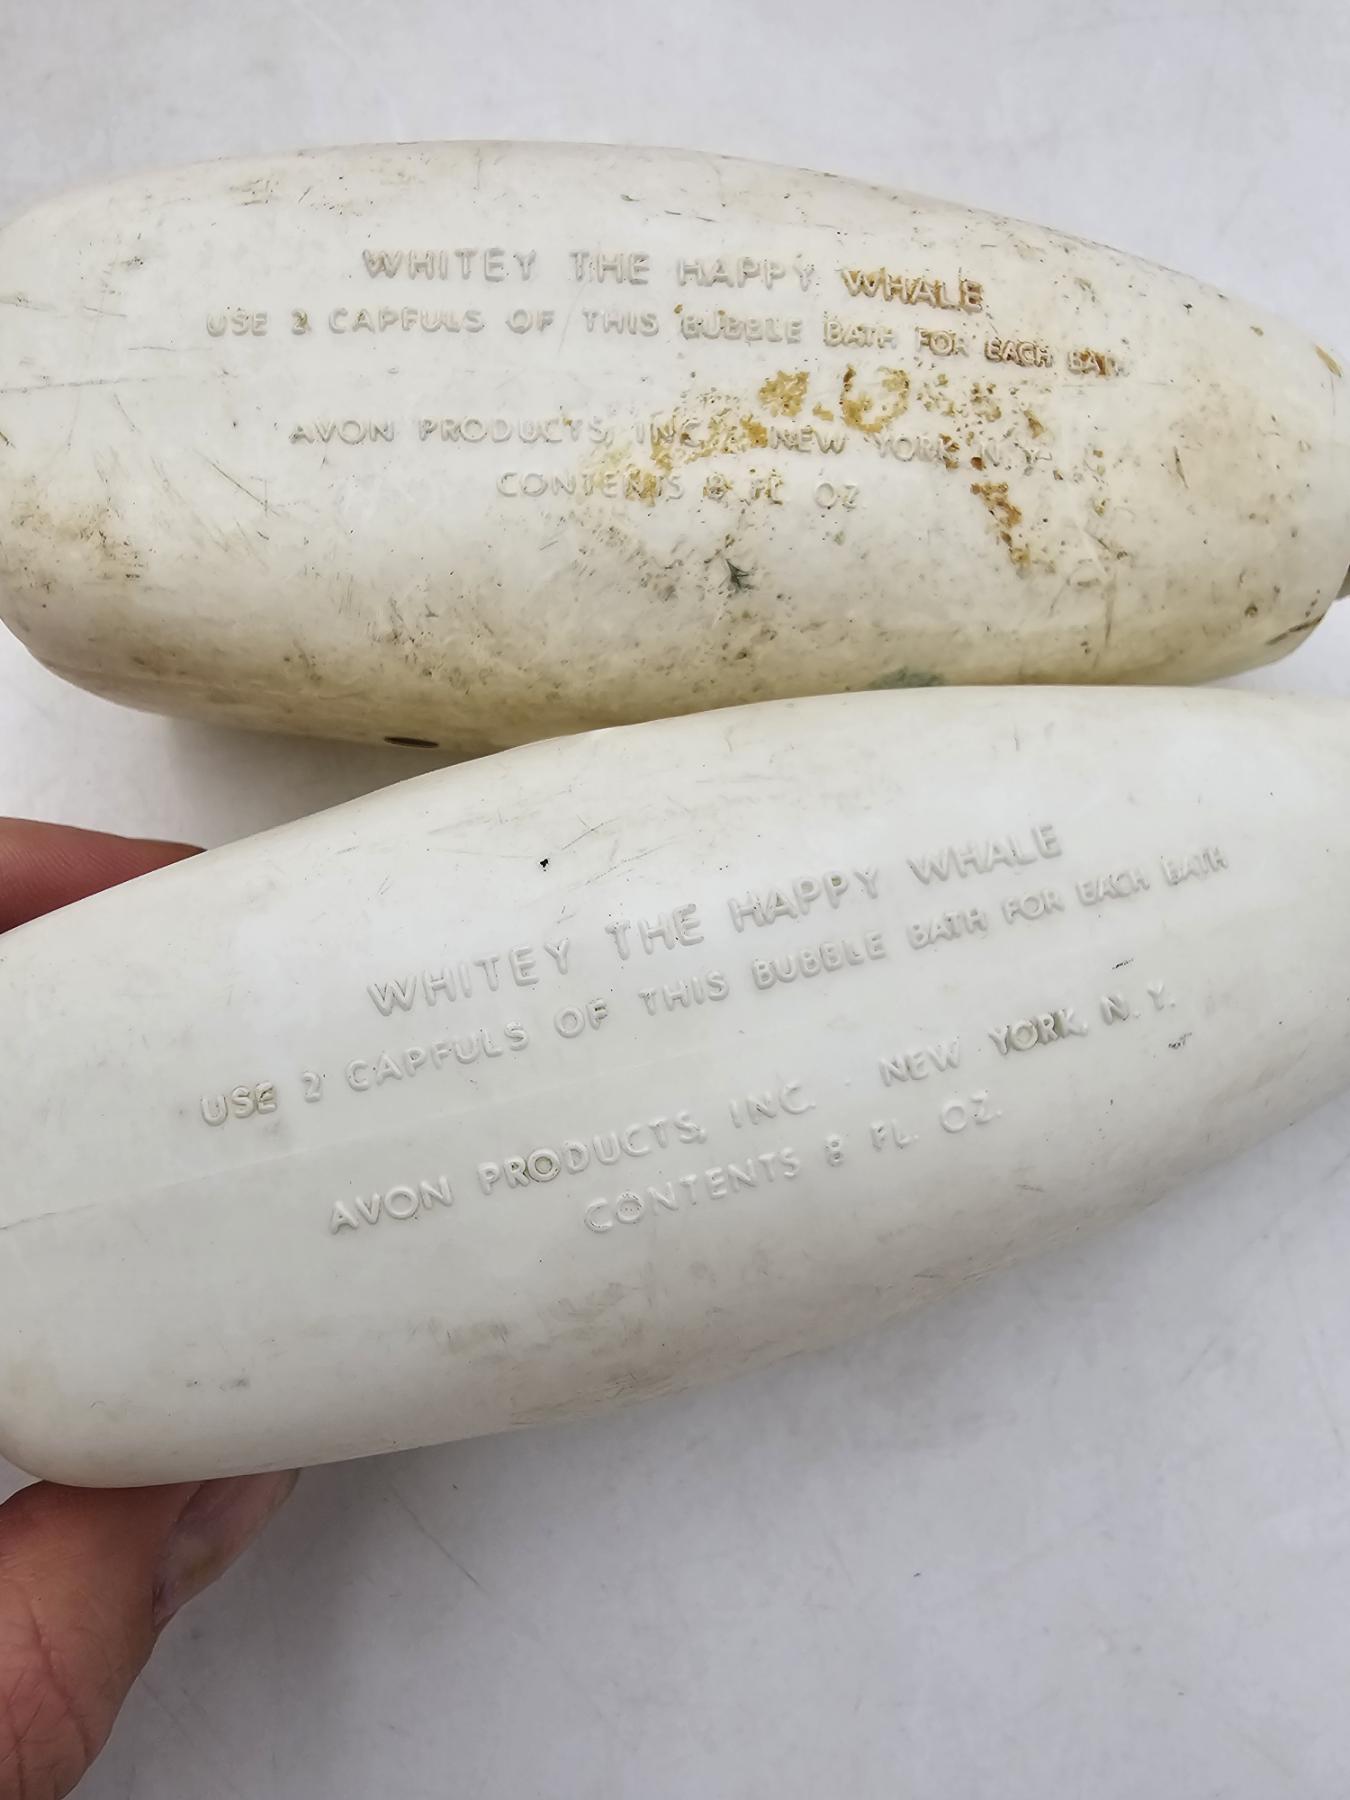 WHITEY THE HAPPY WHALE
USE 2 CAPFULS OF THIS BUBBLE BATH FOR EACH BATH
AVON PRODUCTS, INC. · NEW YORK, N.Y.
CONTENTS 8 FL. OZ.
WHITEY THE HAPPY WHALE
USE 2 CAPFULS OF THIS BUBBLE BATH FOR EACH BATH
AVON PRODUCTS, INC. · NEW YORK, N. Y.
CONTENTS 8 FL. OZ.